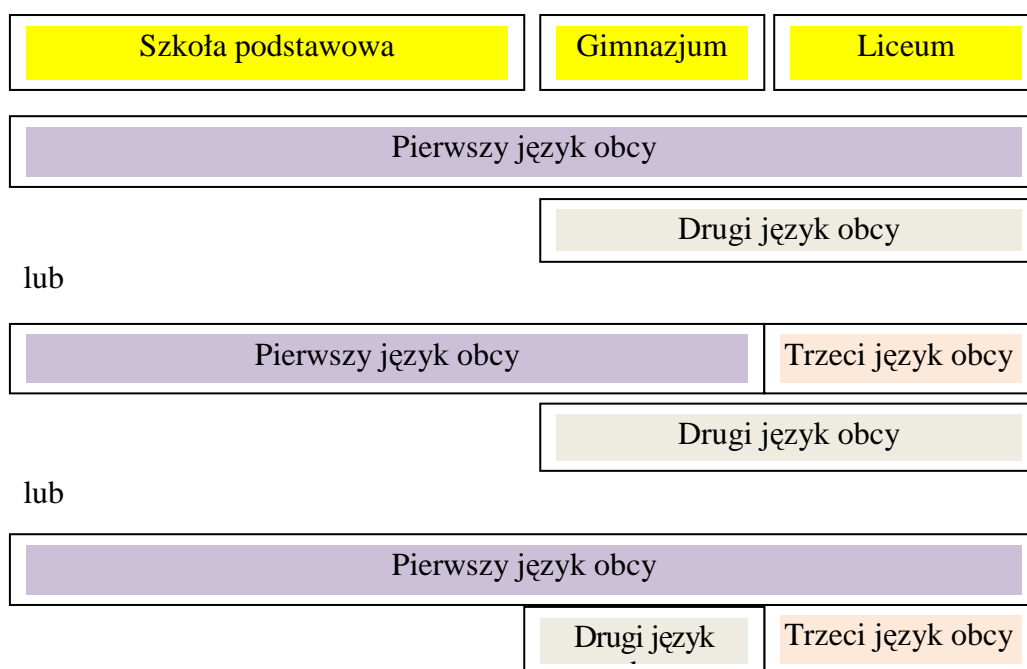 Szkoła podstawowa Gimnazjum Liceum
Pierwszy język obcy
Drugi język obcy
lub
Pierwszy język obcy Trzeci język obcy
Drugi język obcy
lub
Pierwszy język obcy
Drugi język Trzeci język obcy